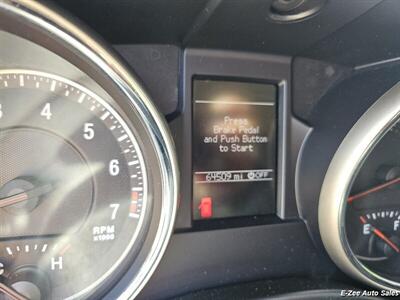 Press
Brake Pedal
and Push Button
to Start
64509 mi OFF
5
6
7
RPM
x1000
C
H
E
E-Zee Auto Sales